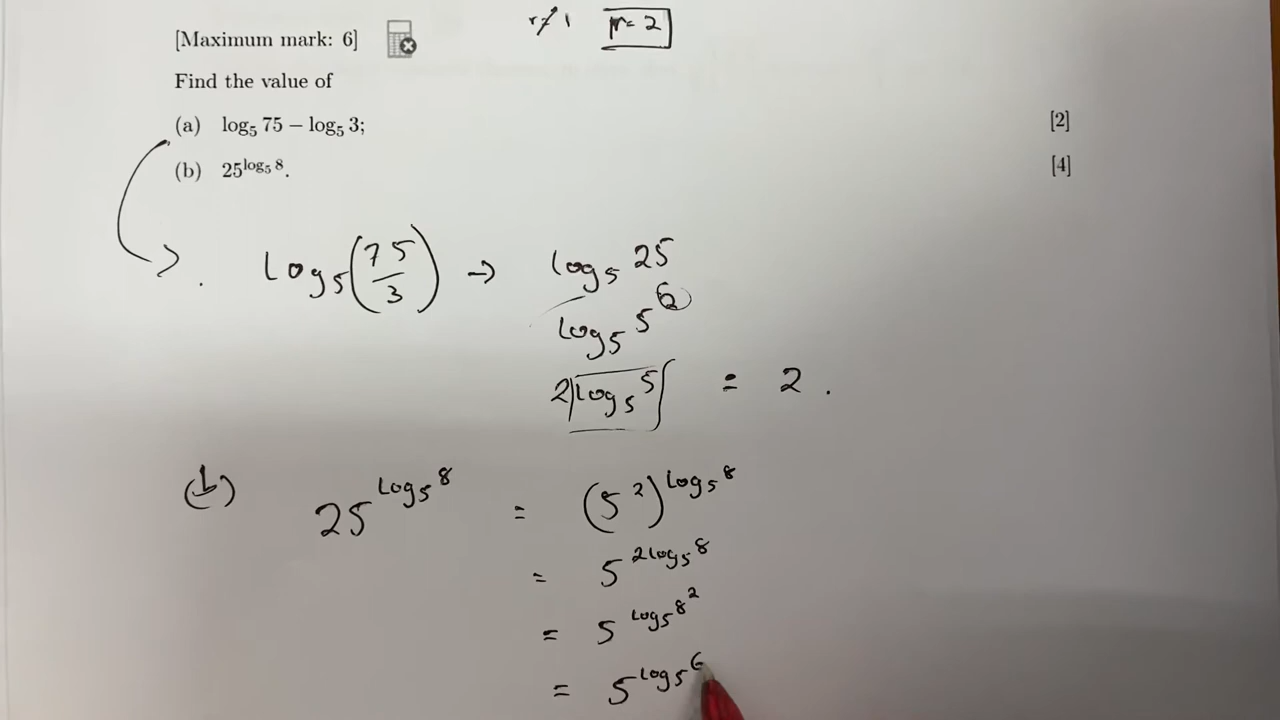 r≠1 r=2
[Maximum mark: 6]
Find the value of
(a) log₅ 75 − log₅ 3; [2]
(b) 25^(log₅ 8). [4]
log₅(75/3) → log₅ 25
log₅ 5^2
2 log₅ 5 = 2.
(b) 25^(log₅ 8) = (5²)^(log₅ 8)
= 5^(2log₅ 8)
= 5^(log₅ 8²)
= 5^(log₅ 6